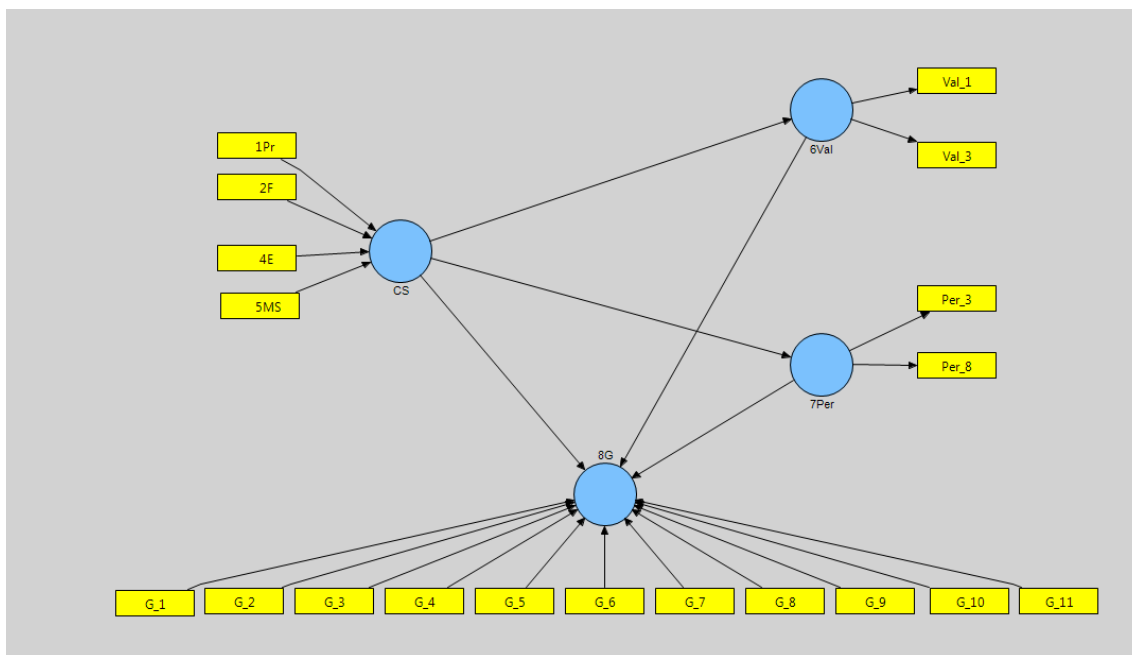 Val_1
1Pr
6Val
Val_3
2F
4E
CS
5MS
Per_3
7Per
Per_8
8G
G_1
G_2
G_3
G_4
G_5
G_6
G_7
G_8
G_9
G_10
G_11